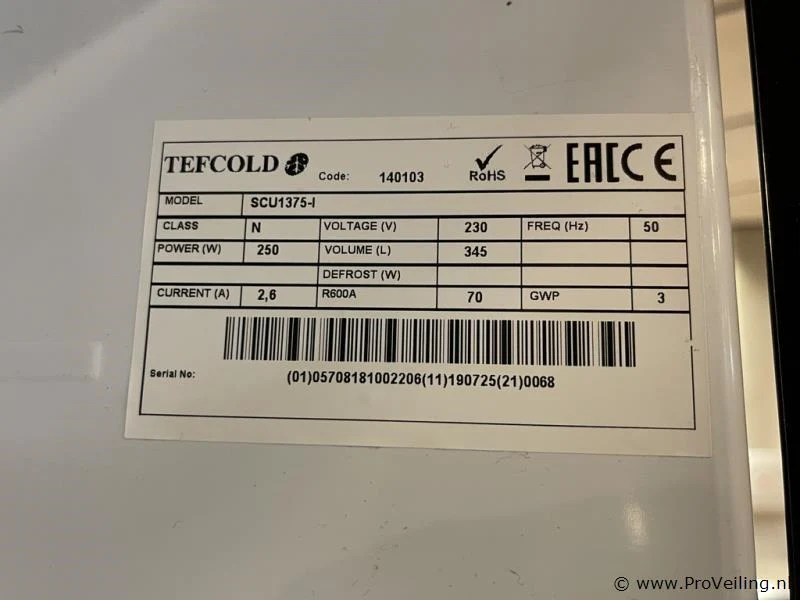 TEFCOLD Code: 140103 RoHS EAC CE
MODEL SCU1375-I
CLASS N VOLTAGE (V) 230 FREQ (Hz) 50
POWER (W) 250 VOLUME (L) 345
DEFROST (W)
CURRENT (A) 2,6 R600A 70 GWP 3
Serial No: (01)05708181002206(11)190725(21)0068
© www.ProVeiling.nl